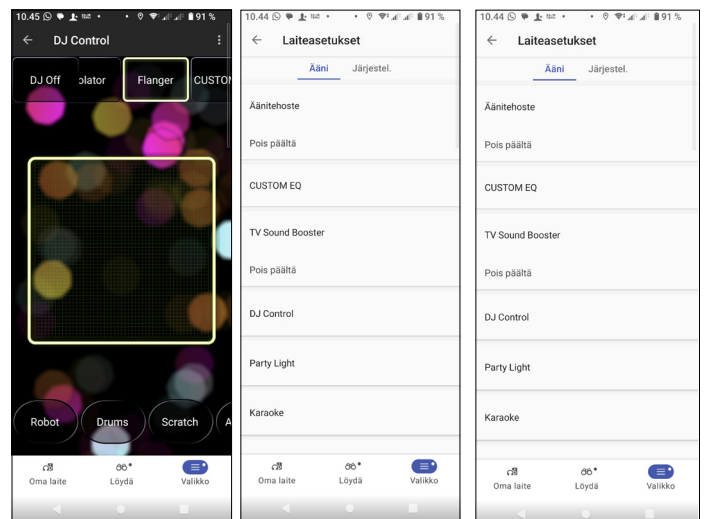 10.45 91 %
DJ Control
DJ Off olator Flanger CUSTOM
Robot Drums Scratch A
Oma laite Löydä Valikko
10.44 91 %
Laiteasetukset
Ääni Järjestel.
Äänitehoste
Pois päältä
CUSTOM EQ
TV Sound Booster
Pois päältä
DJ Control
Party Light
Karaoke
Oma laite Löydä Valikko
10.44 91 %
Laiteasetukset
Ääni Järjestel.
Äänitehoste
Pois päältä
CUSTOM EQ
TV Sound Booster
Pois päältä
DJ Control
Party Light
Karaoke
Oma laite Löydä Valikko